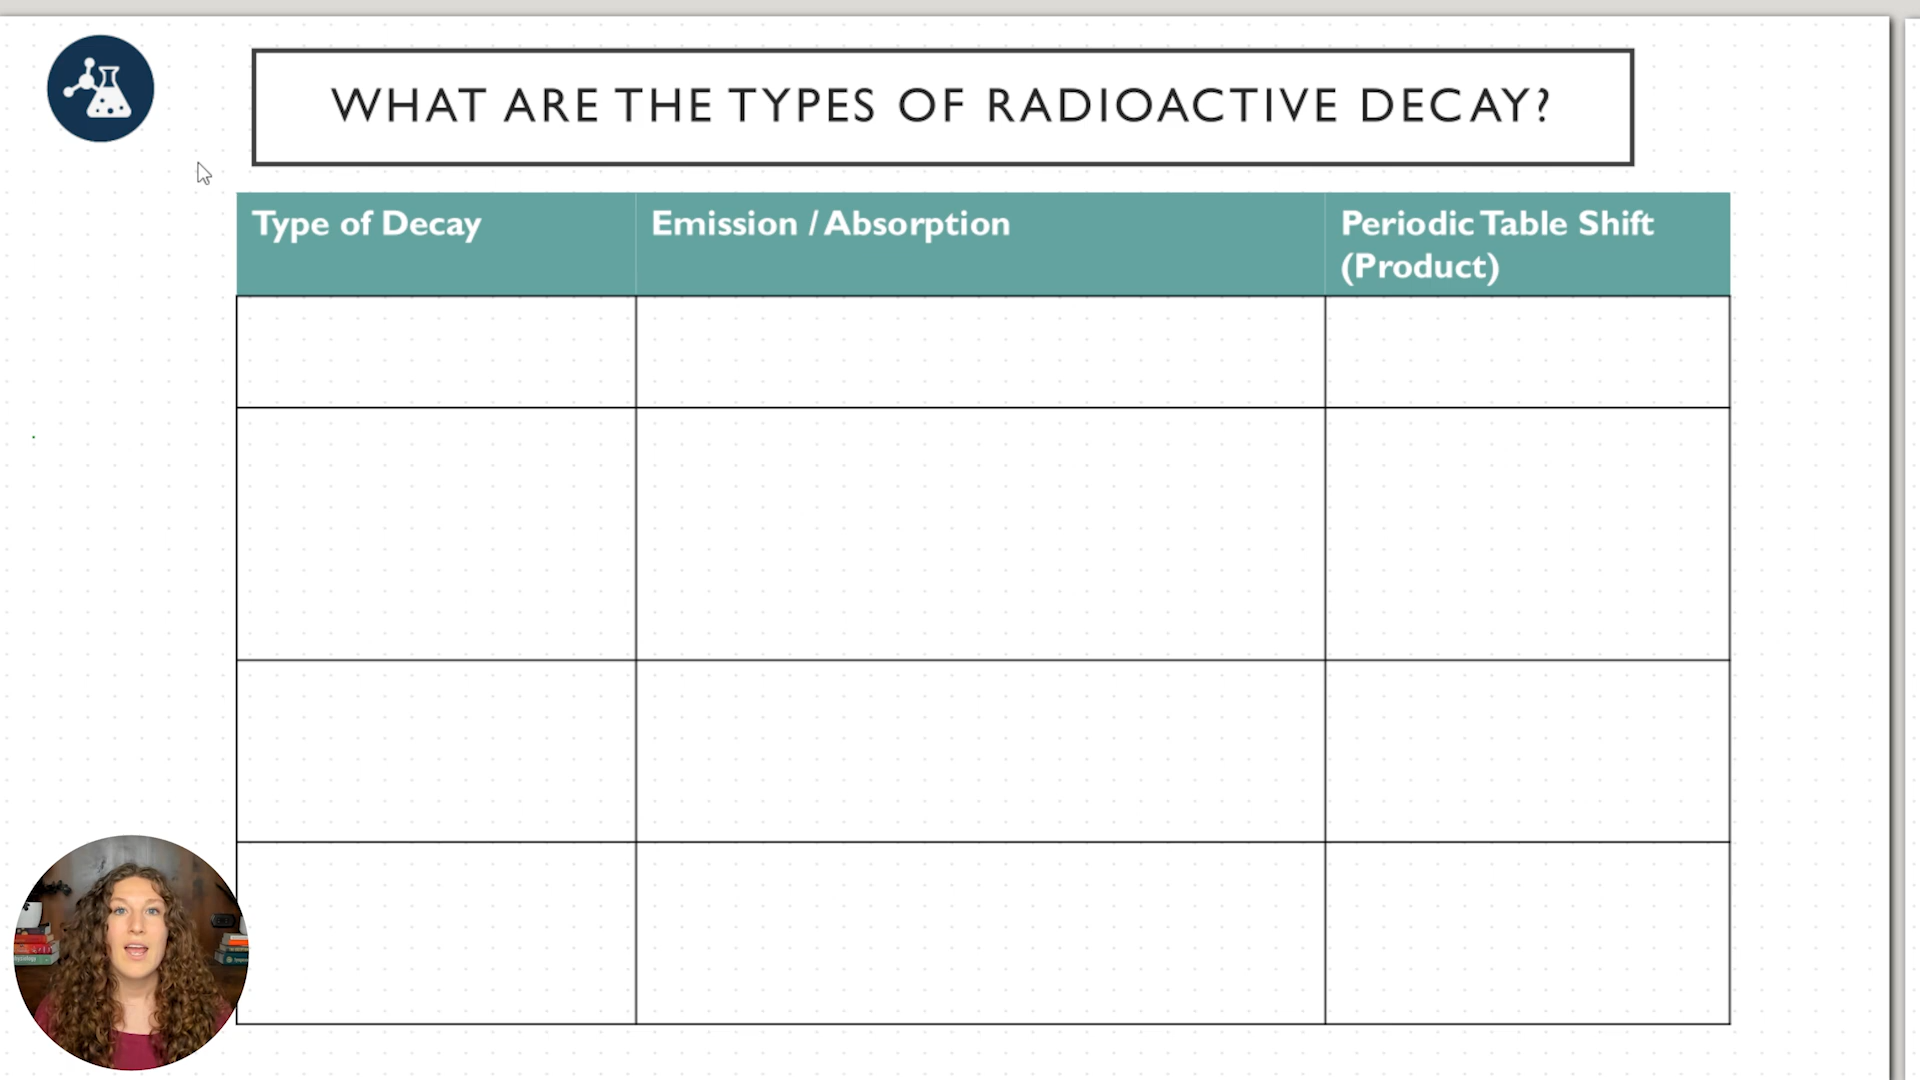 WHAT ARE THE TYPES OF RADIOACTIVE DECAY?
Type of Decay
Emission / Absorption
Periodic Table Shift
(Product)